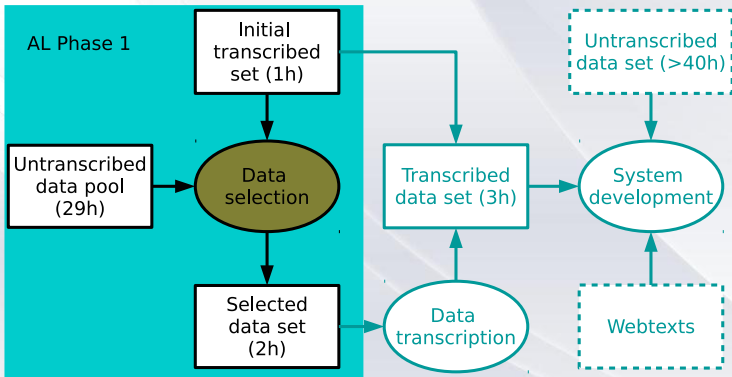 AL Phase 1
Initial
transcribed
set (1h)
Untranscribed
data set (>40h)
Untranscribed
data pool
(29h)
Data
selection
Transcribed
data set (3h)
System
development
Selected
data set
(2h)
Data
transcription
Webtexts